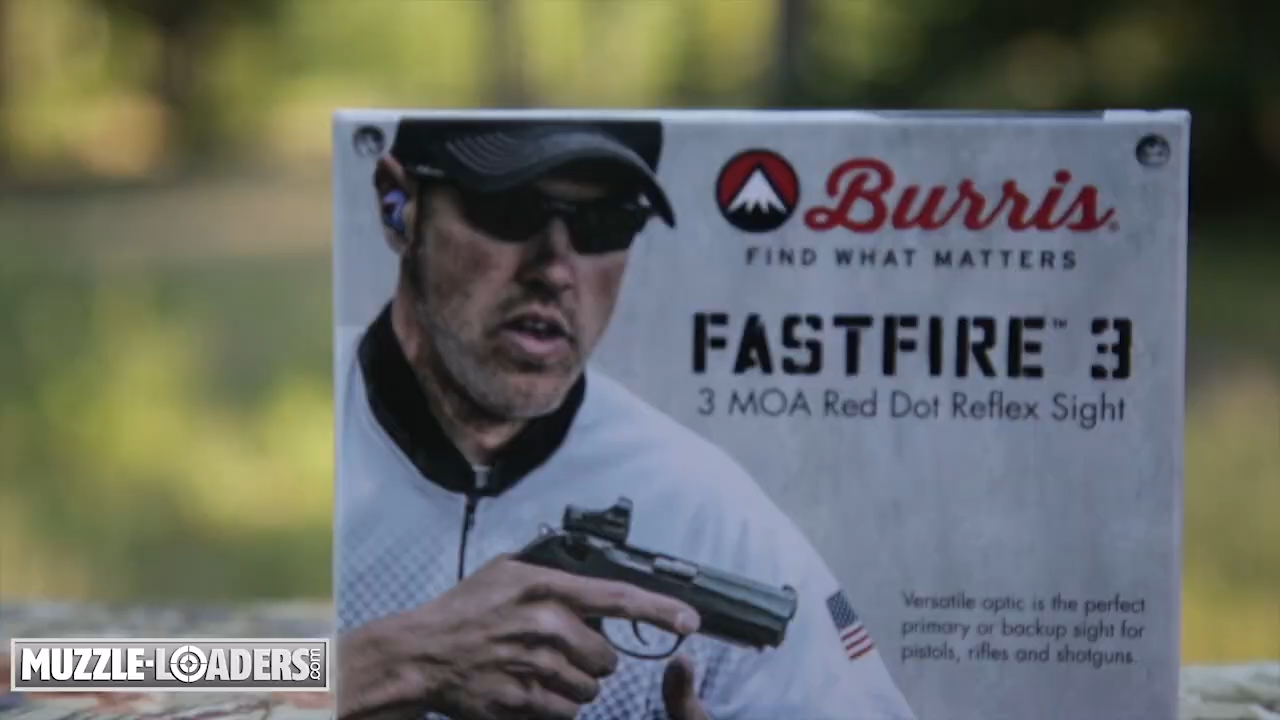 Burris
FIND WHAT MATTERS
FASTFIRE™ 3
3 MOA Red Dot Reflex Sight
Versatile optic is the perfect
primary or backup sight for
pistols, rifles and shotguns.
MUZZLE-LOADERS.com